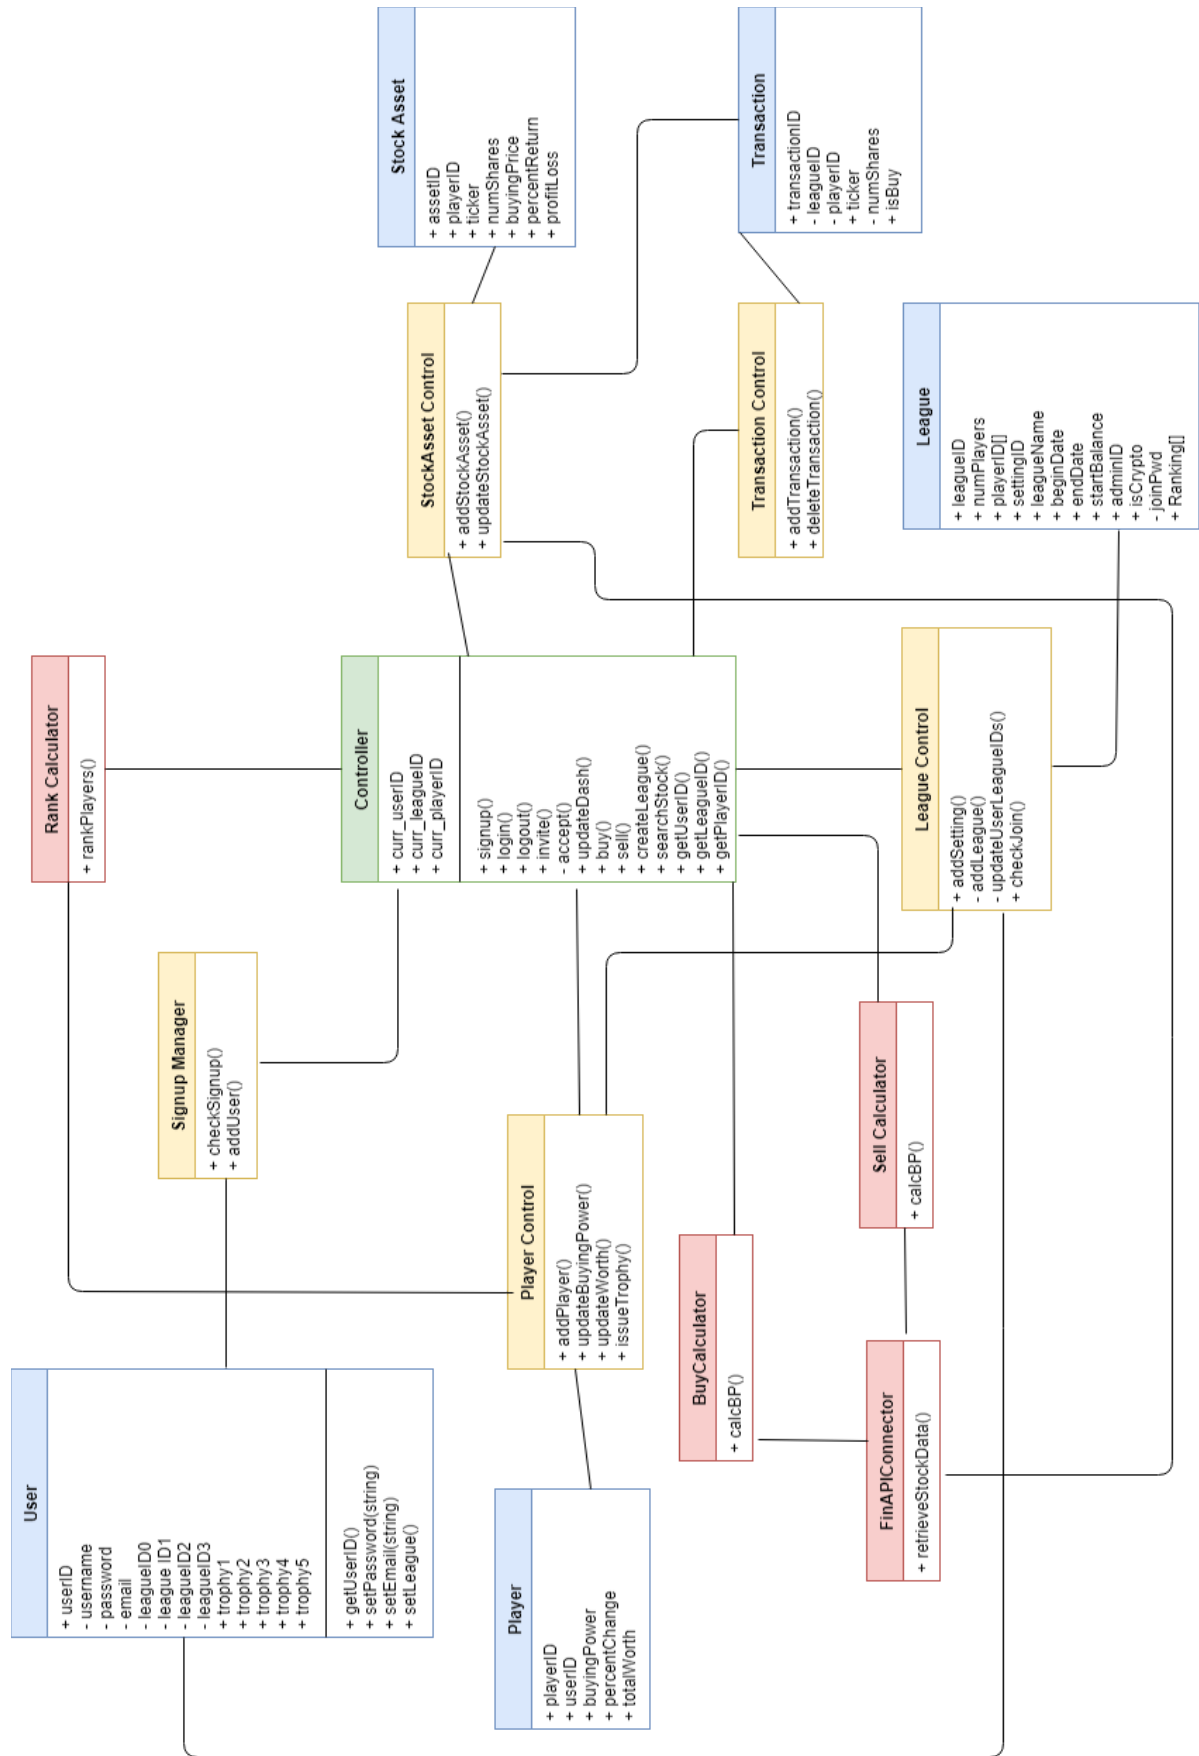 User
+ userID
- username
- password
- email
- leagueID0
- league ID1
- leagueID2
- leagueID3
+ trophy1
+ trophy2
+ trophy3
+ trophy4
+ trophy5
+ getUserID()
+ setPassword(string)
+ setEmail(string)
+ setLeague()
Signup Manager
+ checkSignup()
+ addUser()
Rank Calculator
+ rankPlayers()
Player
+ playerID
+ userID
+ buyingPower
+ percentChange
+ totalWorth
Player Control
+ addPlayer()
+ updateBuyingPower()
+ updateWorth()
+ issueTrophy()
Controller
+ curr_userID
+ curr_leagueID
+ curr_playerID
+ signup()
+ login()
+ logout()
+ invite()
- accept()
+ updateDash()
+ buy()
+ sell()
+ createLeague()
+ searchStock()
+ getUserID()
+ getLeagueID()
+ getPlayerID()
StockAsset Control
+ addStockAsset()
+ updateStockAsset()
Stock Asset
+ assetID
+ playerID
+ ticker
+ numShares
+ buyingPrice
+ percentReturn
+ profitLoss
BuyCalculator
+ calcBP()
Transaction Control
+ addTransaction()
+ deleteTransaction()
Transaction
+ transactionID
- leagueID
- playerID
+ ticker
- numShares
+ isBuy
FinAPIConnector
+ retrieveStockData()
Sell Calculator
+ calcBP()
League Control
+ addSetting()
- addLeague()
- updateUserLeagueIDs()
+ checkJoin()
League
+ leagueID
+ numPlayers
+ playerID[]
+ settingID
+ leagueName
+ beginDate
+ endDate
+ startBalance
+ adminID
+ isCrypto
- joinPwd
+ Ranking[]